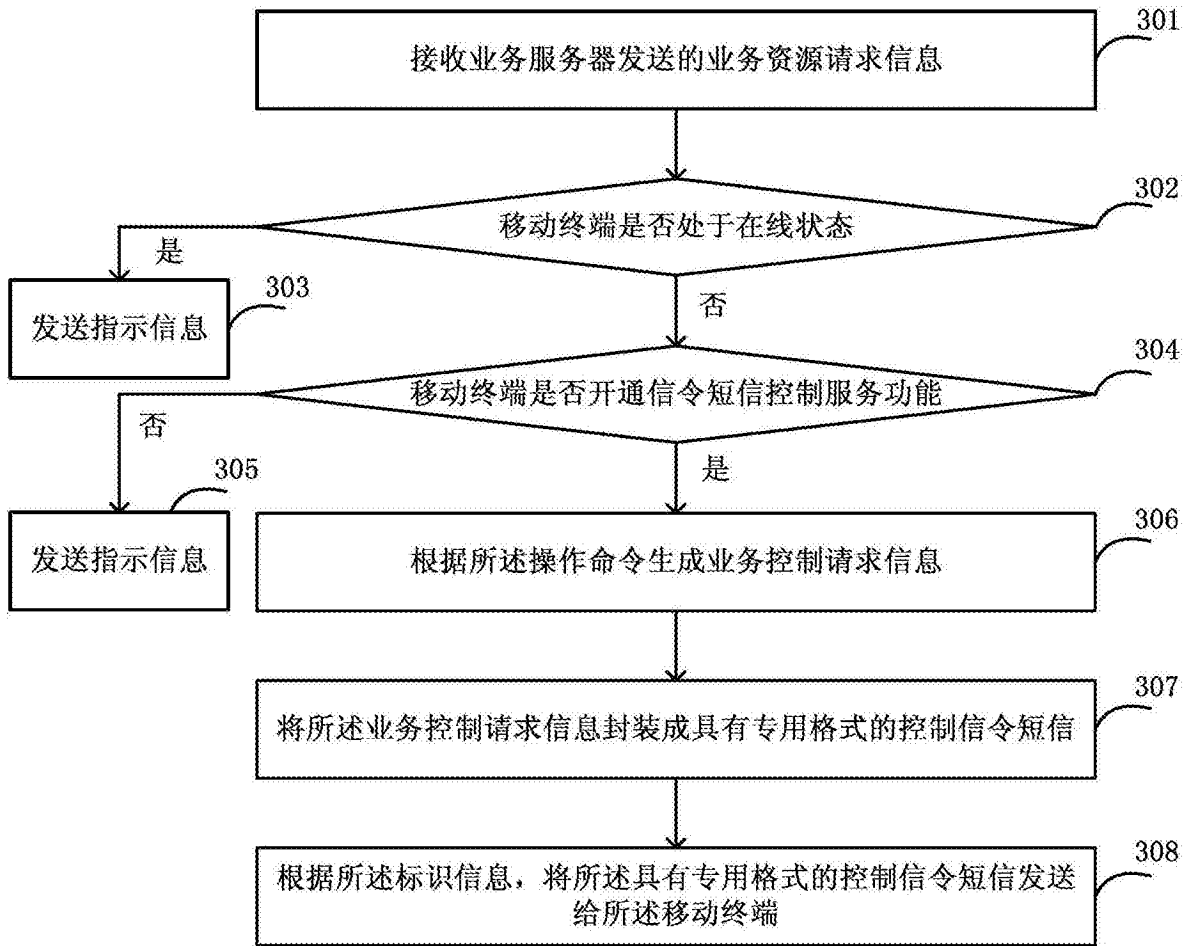 301
接收业务服务器发送的业务资源请求信息
302
移动终端是否处于在线状态
是
303
发送指示信息
否
304
移动终端是否开通信令短信控制服务功能
否
305
发送指示信息
是
306
根据所述操作命令生成业务控制请求信息
307
将所述业务控制请求信息封装成具有专用格式的控制信令短信
308
根据所述标识信息，将所述具有专用格式的控制信令短信发送
给所述移动终端